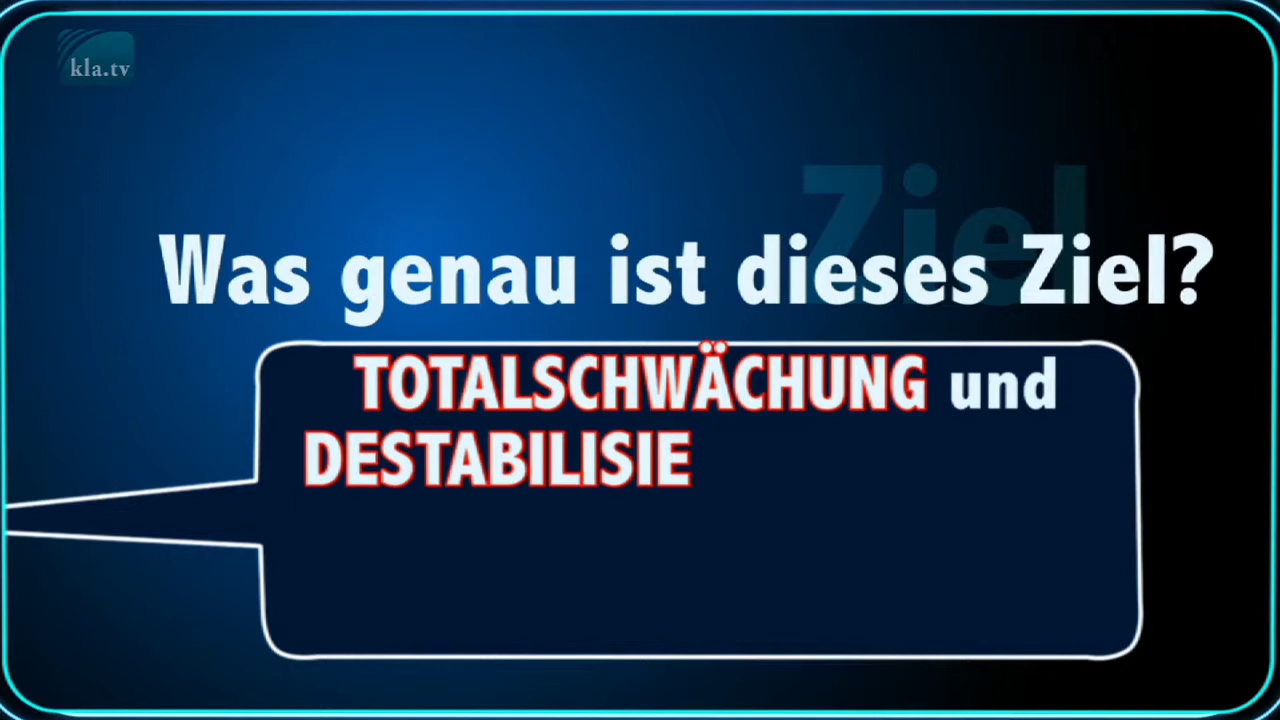 kla.tv
Ziel
Was genau ist dieses Ziel?
TOTALSCHWÄCHUNG und
DESTABILISIE